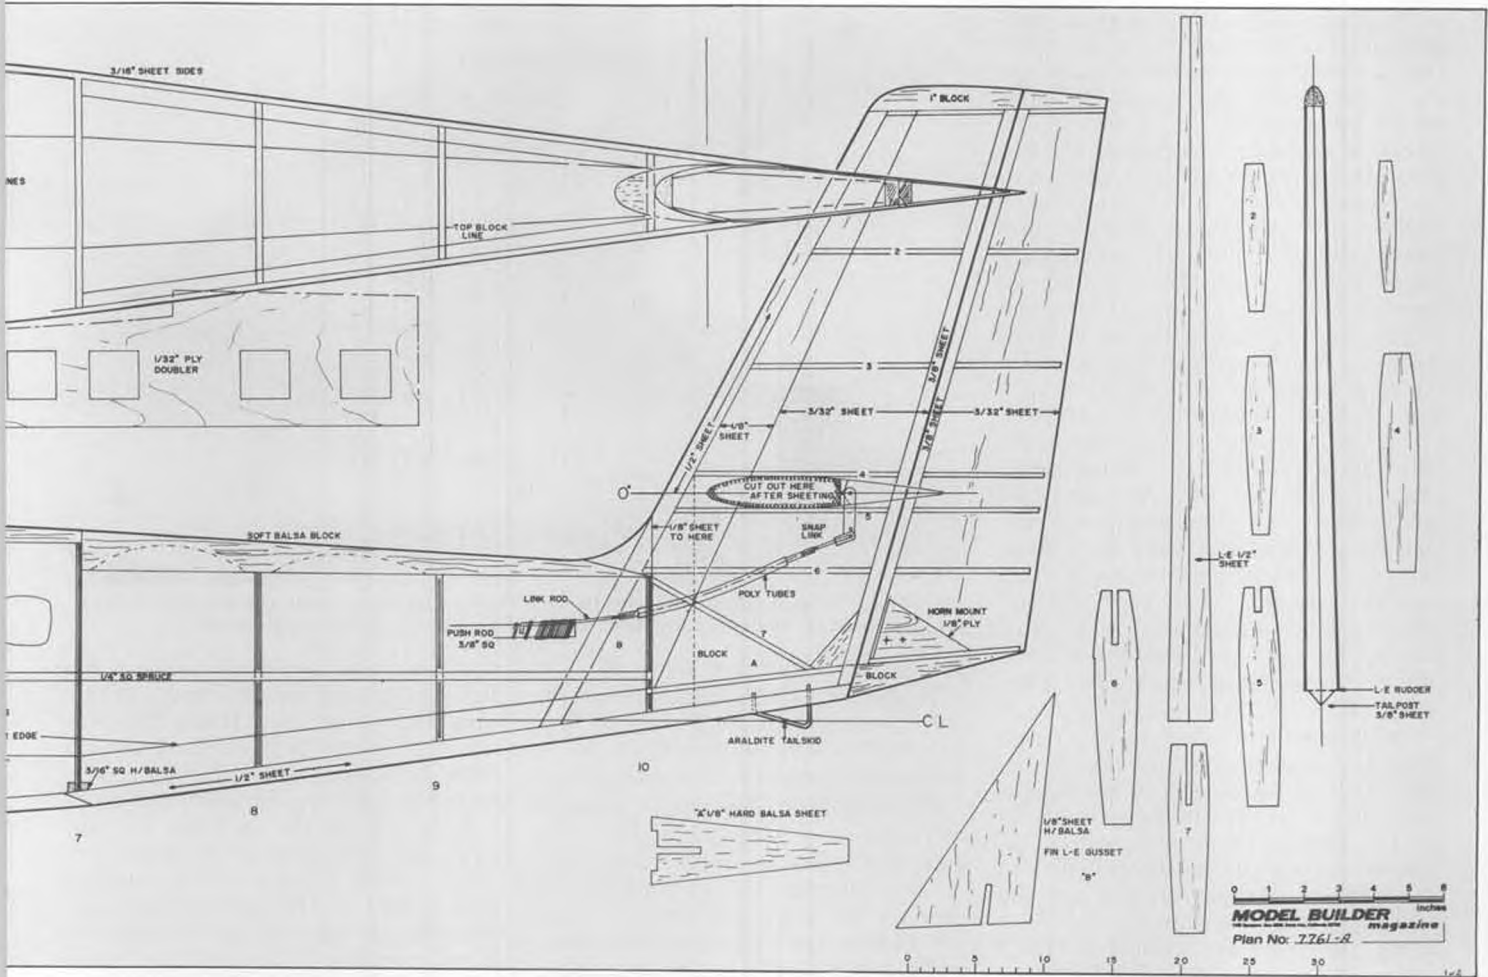 3/16" SHEET SIDES
1" BLOCK
NES
TOP BLOCK
LINE
2
2
1
1/32" PLY
DOUBLER
3
3/8" SHEET
3/8" SHEET
3/32" SHEET
3/32" SHEET
1/8"
SHEET
1/2" SHEET
3
4
4
0°
CUT OUT HERE
AFTER SHEETING
5
1/8" SHEET
TO HERE
SNAP
LINK
SOFT BALSA BLOCK
6
POLY TUBES
L-E 1/2"
SHEET
LINK ROD
HORN MOUNT
1/8" PLY
PUSH ROD
3/8" SQ
B
7
BLOCK
A
BLOCK
1/4" SQ SPRUCE
6
5
L-E RUDDER
TAILPOST
3/8" SHEET
EDGE
CL
ARALDITE TAILSKID
3/16" SQ H/BALSA
1/2" SHEET
7
8
9
10
"A" 1/8" HARD BALSA SHEET
1/8" SHEET
H/BALSA
FIN L-E GUSSET
"B"
7
0 1 2 3 4 5 6
inches
MODEL BUILDER
magazine
Plan No: 7761-A
0 5 10 15 20 25 30